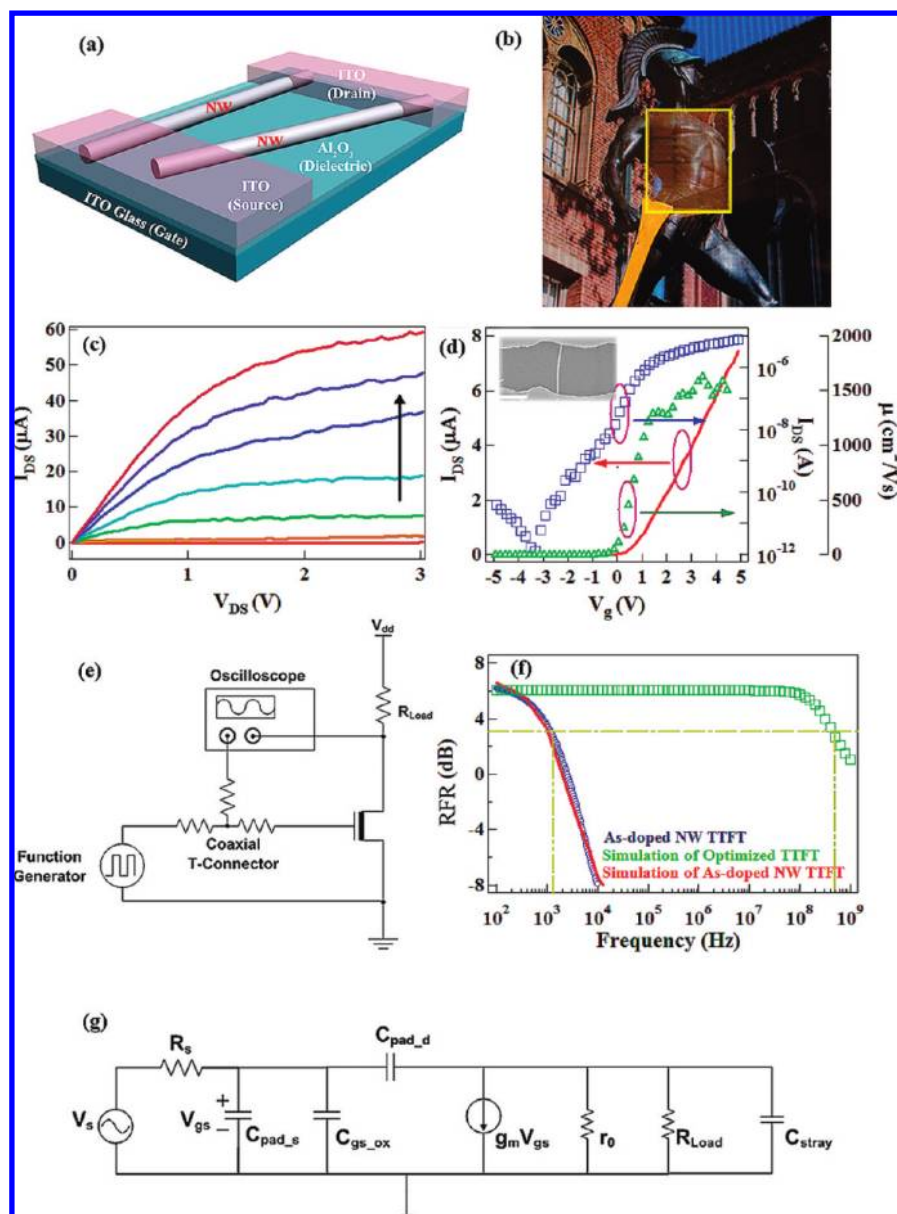 (a)
ITO
(Drain)
NW
NW
Al2O3
(Dielectric)
ITO
(Source)
ITO Glass (Gate)
(b)
(c)
60
50
40
30
20
10
0
IDS (µA)
0
1
2
3
VDS (V)
(d)
8
6
4
2
0
IDS (µA)
-5 -4 -3 -2 -1 0 1 2 3 4 5
Vg (V)
10-6
10-8
10-10
10-12
IDS (A)
2000
1500
1000
500
0
µ (cm2/Vs)
(e)
Vdd
Oscilloscope
RLoad
Coaxial
T-Connector
Function
Generator
(f)
6
4
0
-4
-8
RFR (dB)
As-doped NW TTFT
Simulation of Optimized TTFT
Simulation of As-doped NW TTFT
102 103 104 105 106 107 108 109
Frequency (Hz)
(g)
Rs
Cpad_d
Vs
+
Vgs
–
Cpad_s
Cgs_ox
gmVgs
r0
RLoad
Cstray